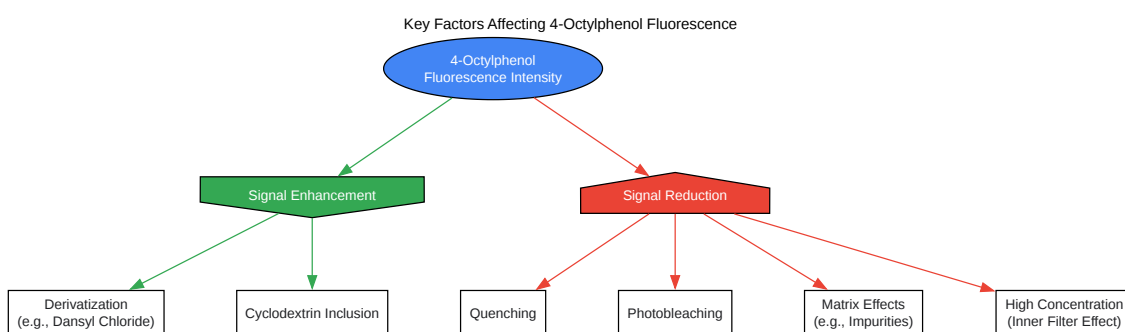 Key Factors Affecting 4-Octylphenol Fluorescence
4-Octylphenol
Fluorescence Intensity
Signal Enhancement
Signal Reduction
Derivatization
(e.g., Dansyl Chloride)
Cyclodextrin Inclusion
Quenching
Photobleaching
Matrix Effects
(e.g., Impurities)
High Concentration
(Inner Filter Effect)